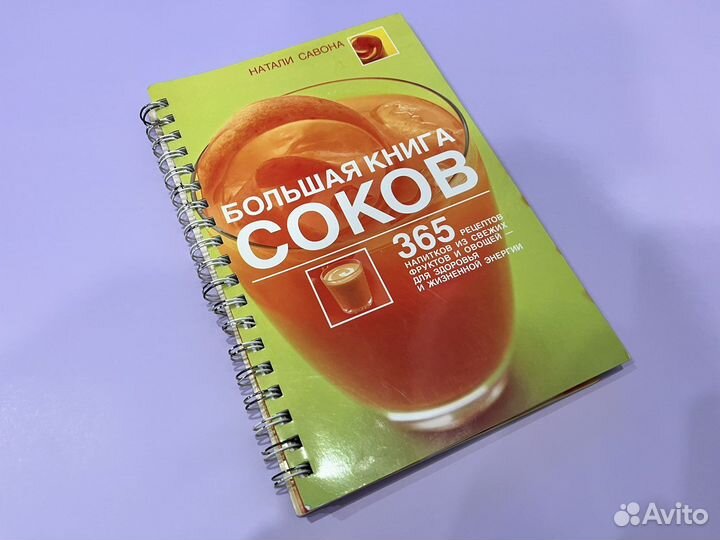 НАТАЛИ САВОНА
БОЛЬШАЯ КНИГА
СОКОВ
365 РЕЦЕПТОВ
НАПИТКОВ ИЗ СВЕЖИХ
ФРУКТОВ И ОВОЩЕЙ —
ДЛЯ ЗДОРОВЬЯ
И ЖИЗНЕННОЙ ЭНЕРГИИ
Avito